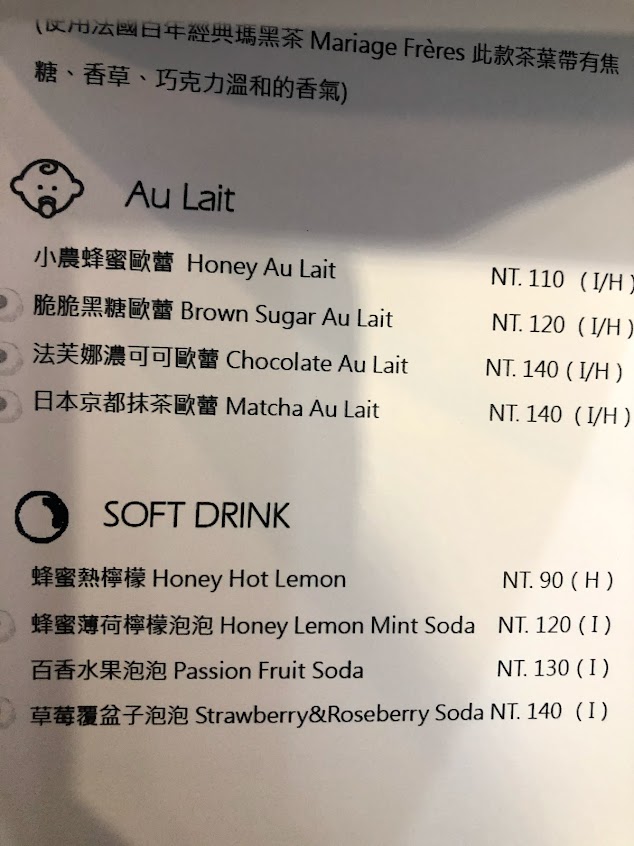 (使用法國百年經典瑪黑茶 Mariage Frères 此款茶葉帶有焦
糖、香草、巧克力溫和的香氣)
Au Lait
小農蜂蜜歐蕾 Honey Au Lait NT. 110 ( I/H )
脆脆黑糖歐蕾 Brown Sugar Au Lait NT. 120 ( I/H )
法芙娜濃可可歐蕾 Chocolate Au Lait NT. 140 ( I/H )
日本京都抹茶歐蕾 Matcha Au Lait NT. 140 ( I/H )
SOFT DRINK
蜂蜜熱檸檬 Honey Hot Lemon NT. 90 ( H )
蜂蜜薄荷檸檬泡泡 Honey Lemon Mint Soda NT. 120 ( I )
百香水果泡泡 Passion Fruit Soda NT. 130 ( I )
草莓覆盆子泡泡 Strawberry&Roseberry Soda NT. 140 ( I )